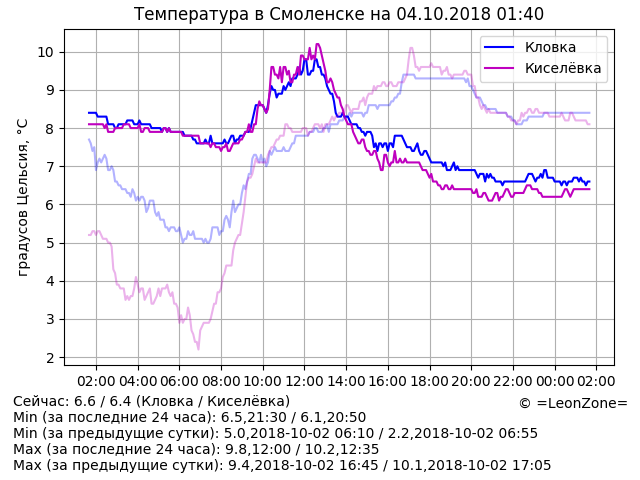 Температура в Смоленске на 04.10.2018 01:40
градусов Цельсия, °C
10
9
8
7
6
5
4
3
2
Кловка
Киселёвка
02:00 04:00 06:00 08:00 10:00 12:00 14:00 16:00 18:00 20:00 22:00 00:00 02:00
Сейчас: 6.6 / 6.4 (Кловка / Киселёвка)
© =LeonZone=
Min (за последние 24 часа): 6.5,21:30 / 6.1,20:50
Min (за предыдущие сутки): 5.0,2018-10-02 06:10 / 2.2,2018-10-02 06:55
Max (за последние 24 часа): 9.8,12:00 / 10.2,12:35
Max (за предыдущие сутки): 9.4,2018-10-02 16:45 / 10.1,2018-10-02 17:05